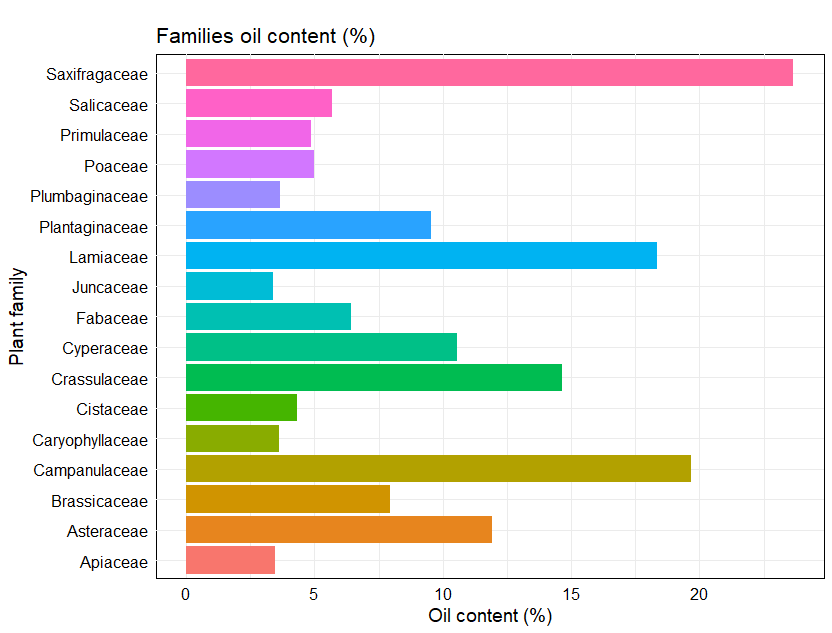 Families oil content (%)
Saxifragaceae
Salicaceae
Primulaceae
Poaceae
Plumbaginaceae
Plantaginaceae
Lamiaceae
Juncaceae
Fabaceae
Cyperaceae
Crassulaceae
Cistaceae
Caryophyllaceae
Campanulaceae
Brassicaceae
Asteraceae
Apiaceae
Plant family
0 5 10 15 20
Oil content (%)